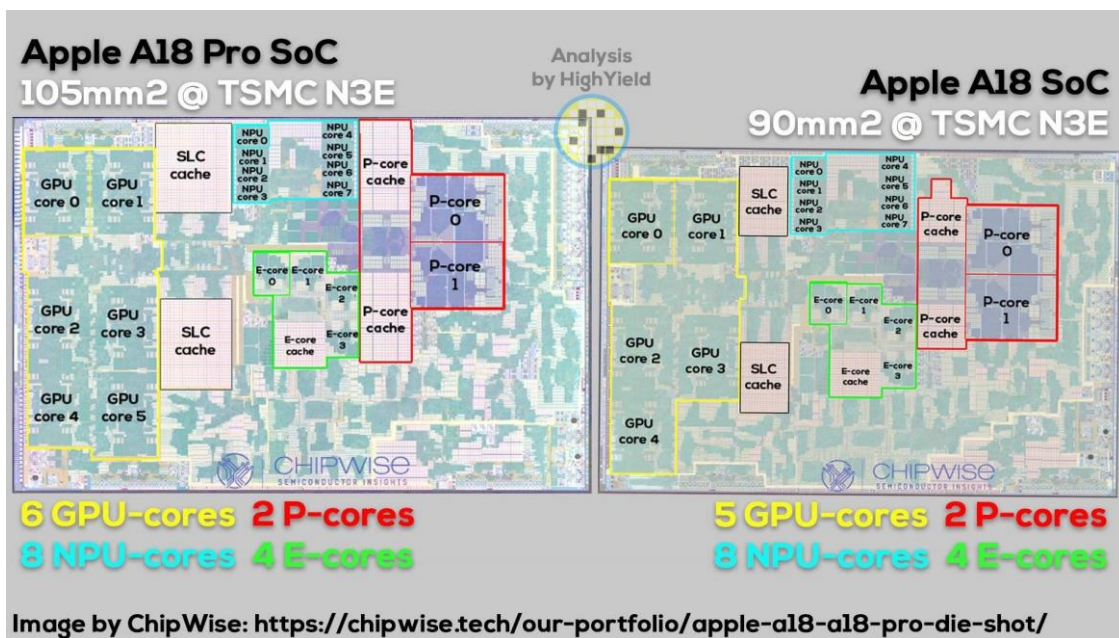 Apple A18 Pro SoC
105mm2 @ TSMC N3E
Analysis
by HighYield
Apple A18 SoC
90mm2 @ TSMC N3E
GPU
core 0
GPU
core 1
SLC
cache
NPU
core 0
NPU
core 1
NPU
core 2
NPU
core 3
NPU
core 4
NPU
core 5
NPU
core 6
NPU
core 7
P-core
cache
P-core
0
P-core
1
P-core
cache
E-core
0
E-core
1
E-core
2
E-core
3
E-core cache
GPU
core 2
GPU
core 3
SLC
cache
GPU
core 4
GPU
core 5
CHIPWISE
SEMICONDUCTOR INSIGHTS
GPU
core 0
GPU
core 1
SLC
cache
NPU
core 0
NPU
core 1
NPU
core 2
NPU
core 3
NPU
core 4
NPU
core 5
NPU
core 6
NPU
core 7
P-core
cache
P-core
0
P-core
1
P-core
cache
E-core
0
E-core
1
E-core
2
E-core
3
E-core
cache
GPU
core 2
GPU
core 3
SLC
cache
GPU
core 4
CHIPWISE
SEMICONDUCTOR INSIGHTS
6 GPU-cores 2 P-cores
8 NPU-cores 4 E-cores
5 GPU-cores 2 P-cores
8 NPU-cores 4 E-cores
Image by ChipWise: https://chipwise.tech/our-portfolio/apple-a18-a18-pro-die-shot/